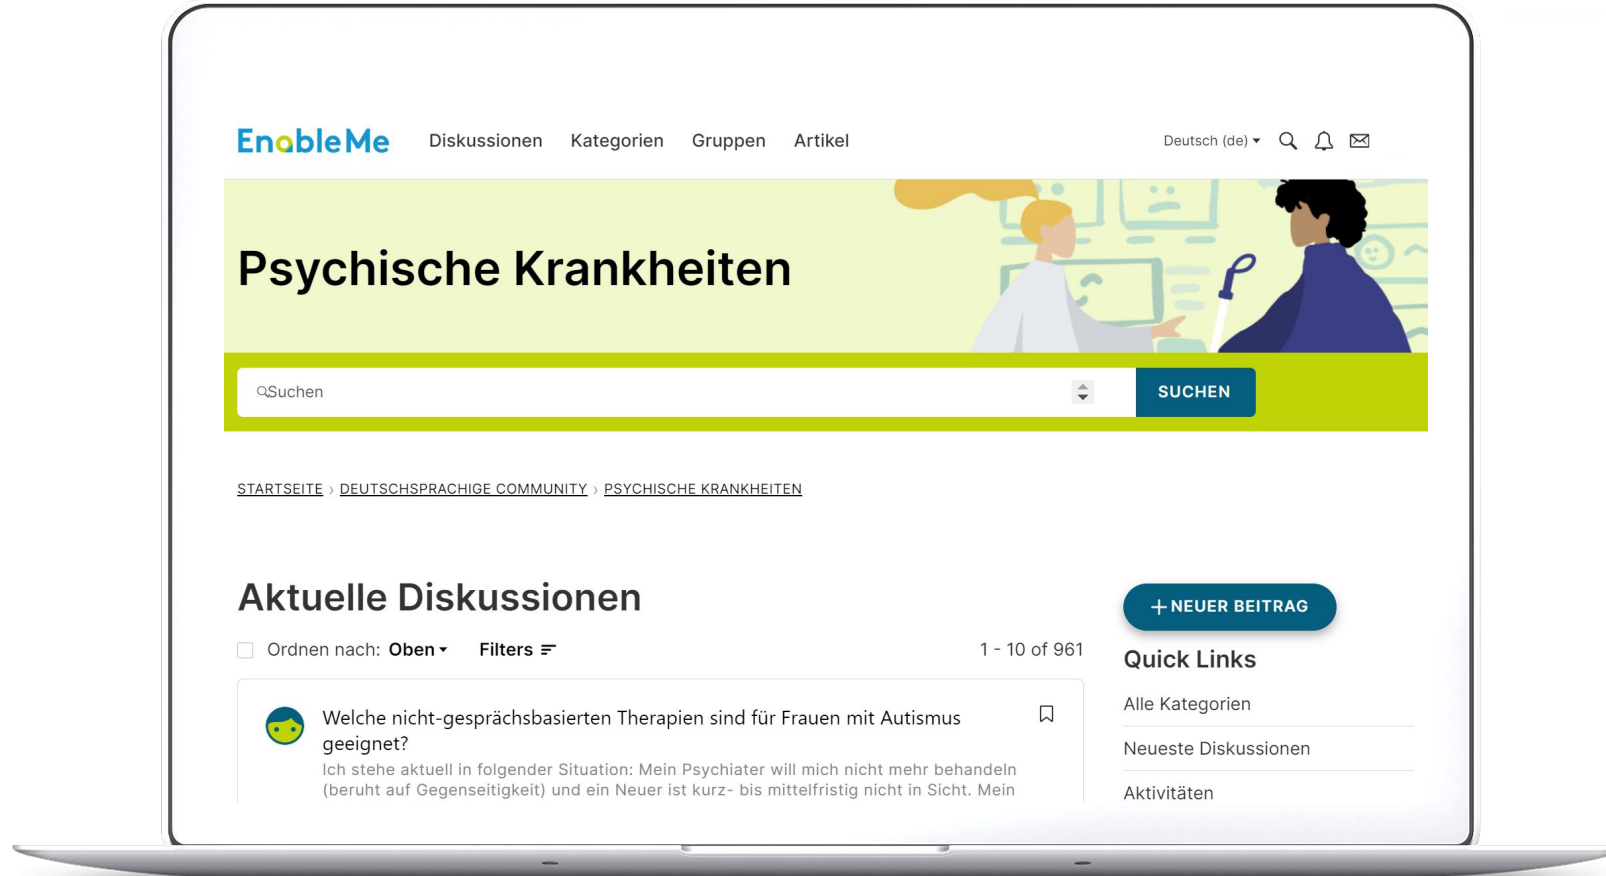 EnableMe Diskussionen Kategorien Gruppen Artikel Deutsch (de)
Psychische Krankheiten
Suchen SUCHEN
STARTSEITE › DEUTSCHSPRACHIGE COMMUNITY › PSYCHISCHE KRANKHEITEN
Aktuelle Diskussionen
+ NEUER BEITRAG
Ordnen nach: Oben Filters 1 - 10 of 961
Quick Links
Welche nicht-gesprächsbasierten Therapien sind für Frauen mit Autismus
geeignet?
Ich stehe aktuell in folgender Situation: Mein Psychiater will mich nicht mehr behandeln
(beruht auf Gegenseitigkeit) und ein Neuer ist kurz- bis mittelfristig nicht in Sicht. Mein
Alle Kategorien
Neueste Diskussionen
Aktivitäten